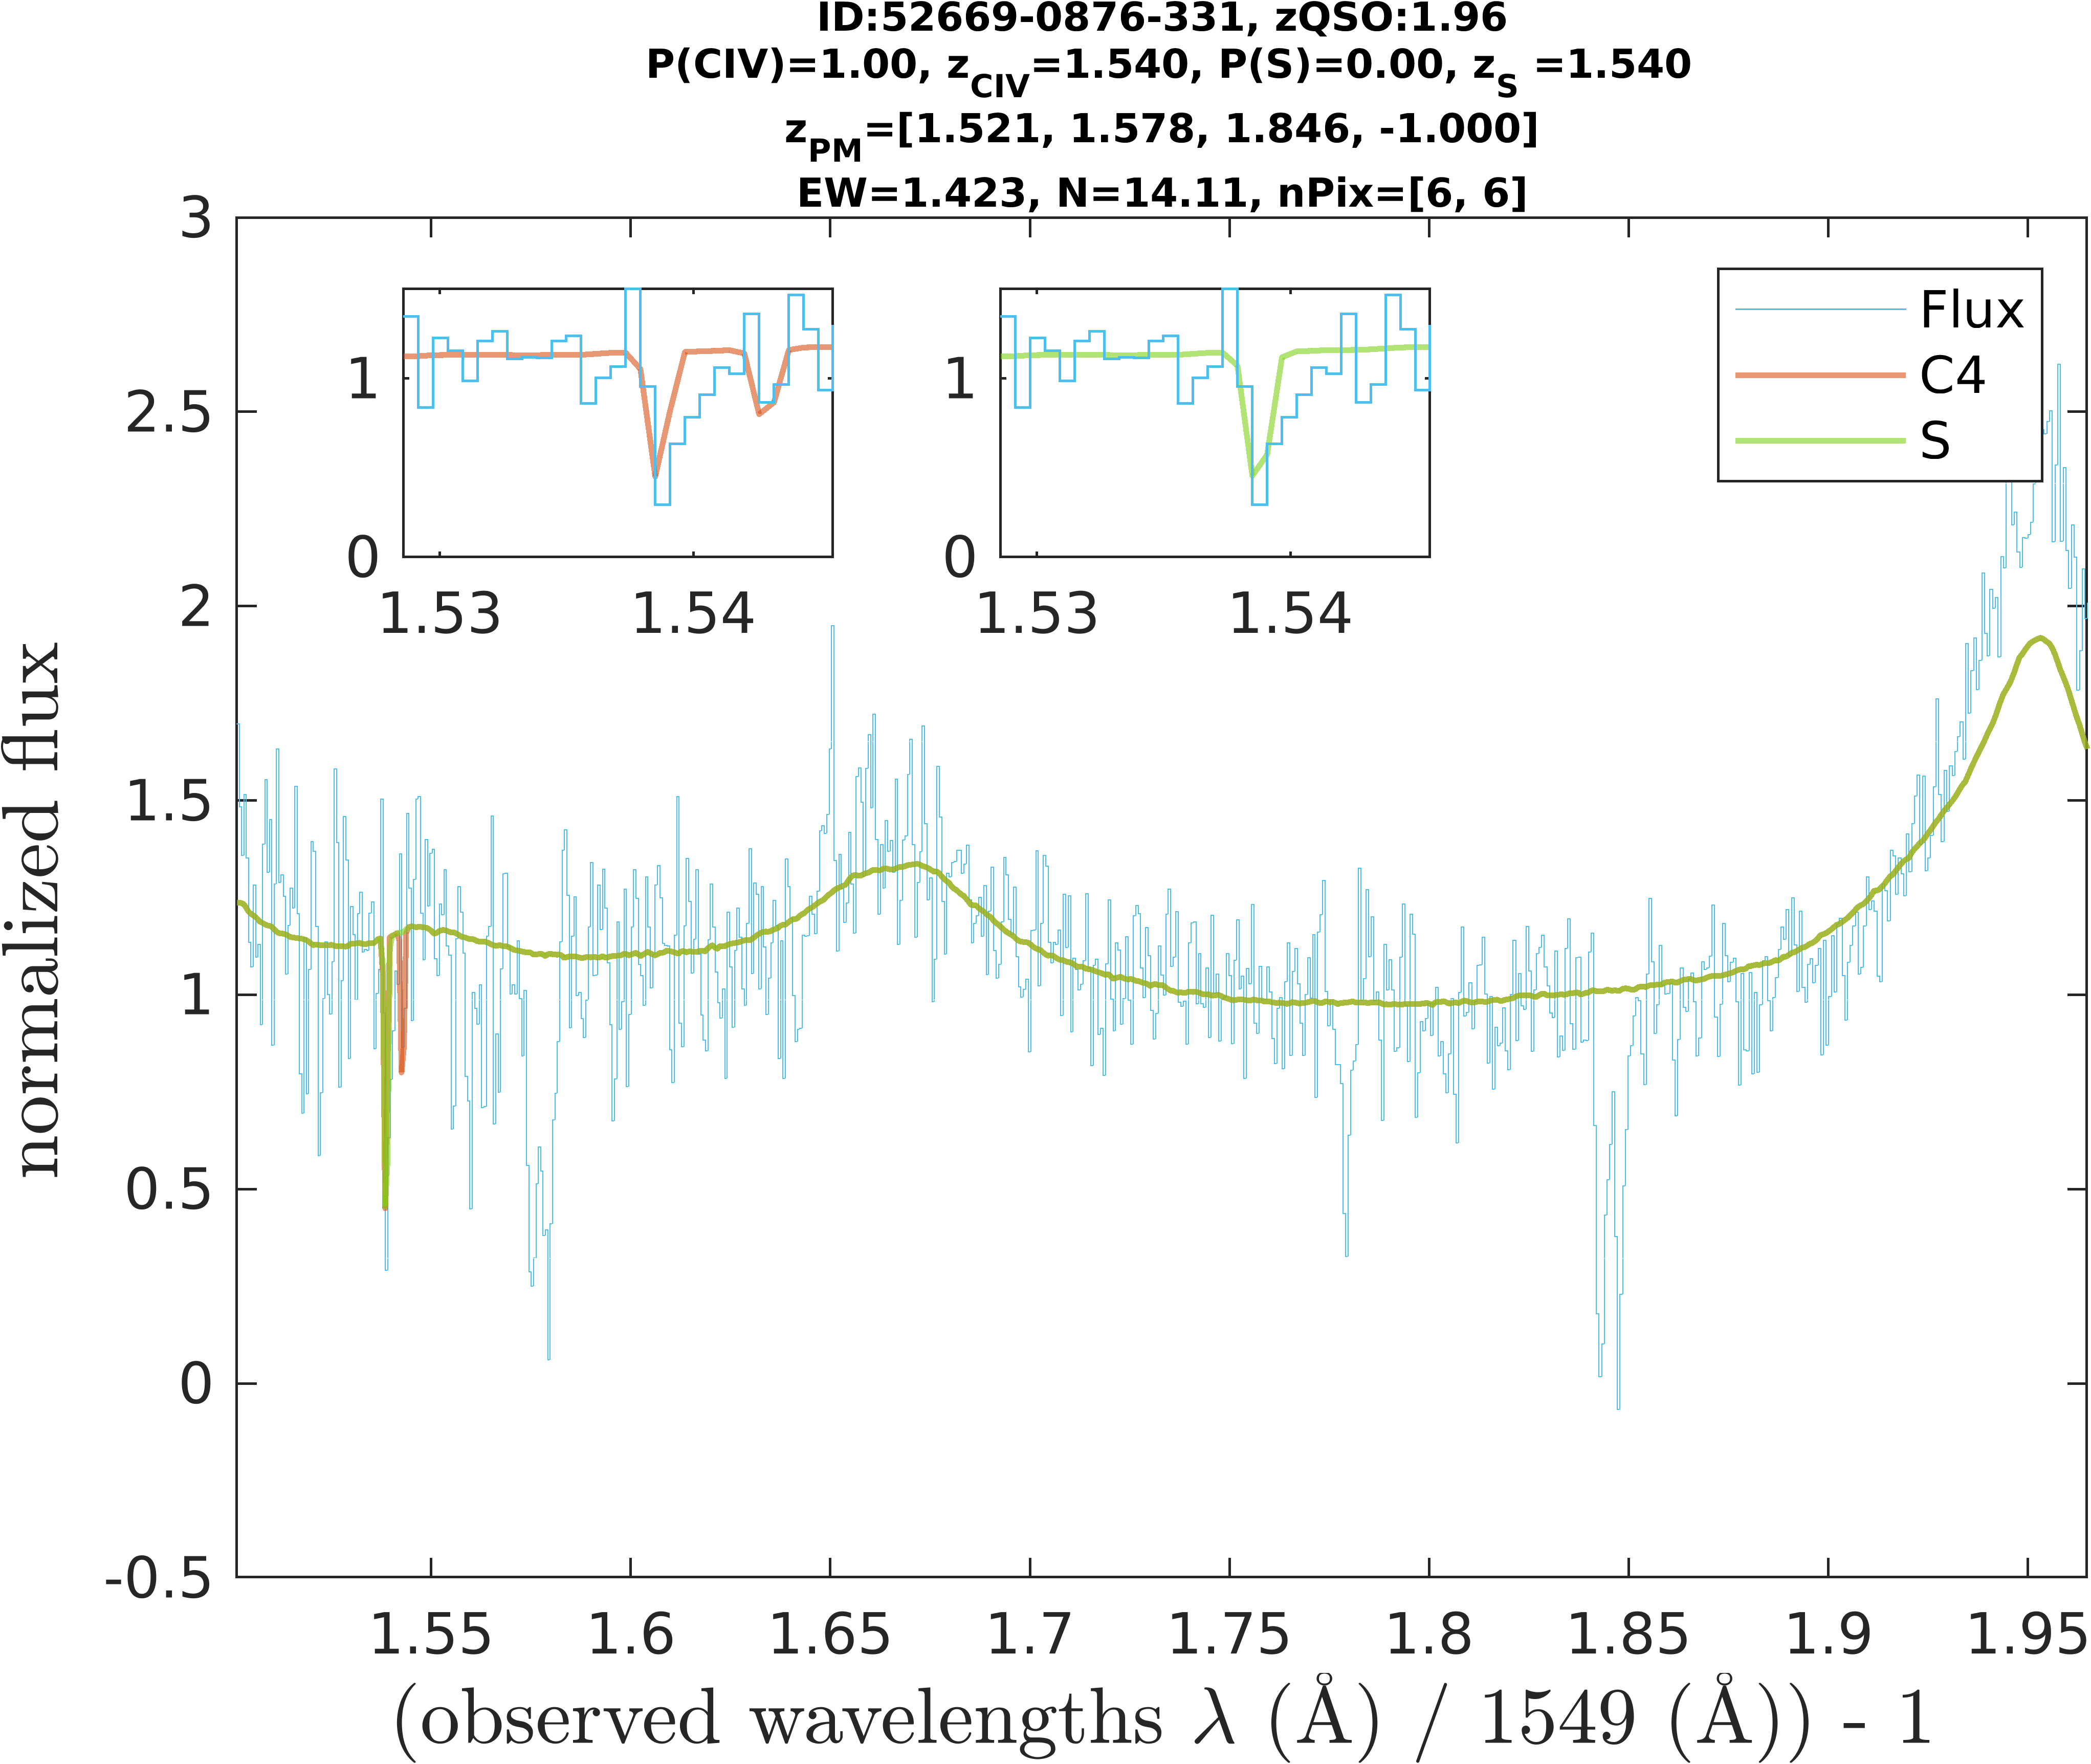 ID:52669-0876-331, zQSO:1.96
P(CIV)=1.00, zCIV=1.540, P(S)=0.00, zS =1.540
zPM=[1.521, 1.578, 1.846, -1.000]
EW=1.423, N=14.11, nPix=[6, 6]
3
2.5
2
1.5
1
0.5
0
-0.5
normalized flux
1
0
1.53
1.54
1
0
1.53
1.54
Flux
C4
S
1.55
1.6
1.65
1.7
1.75
1.8
1.85
1.9
1.95
(observed wavelengths λ (Å) / 1549 (Å)) - 1